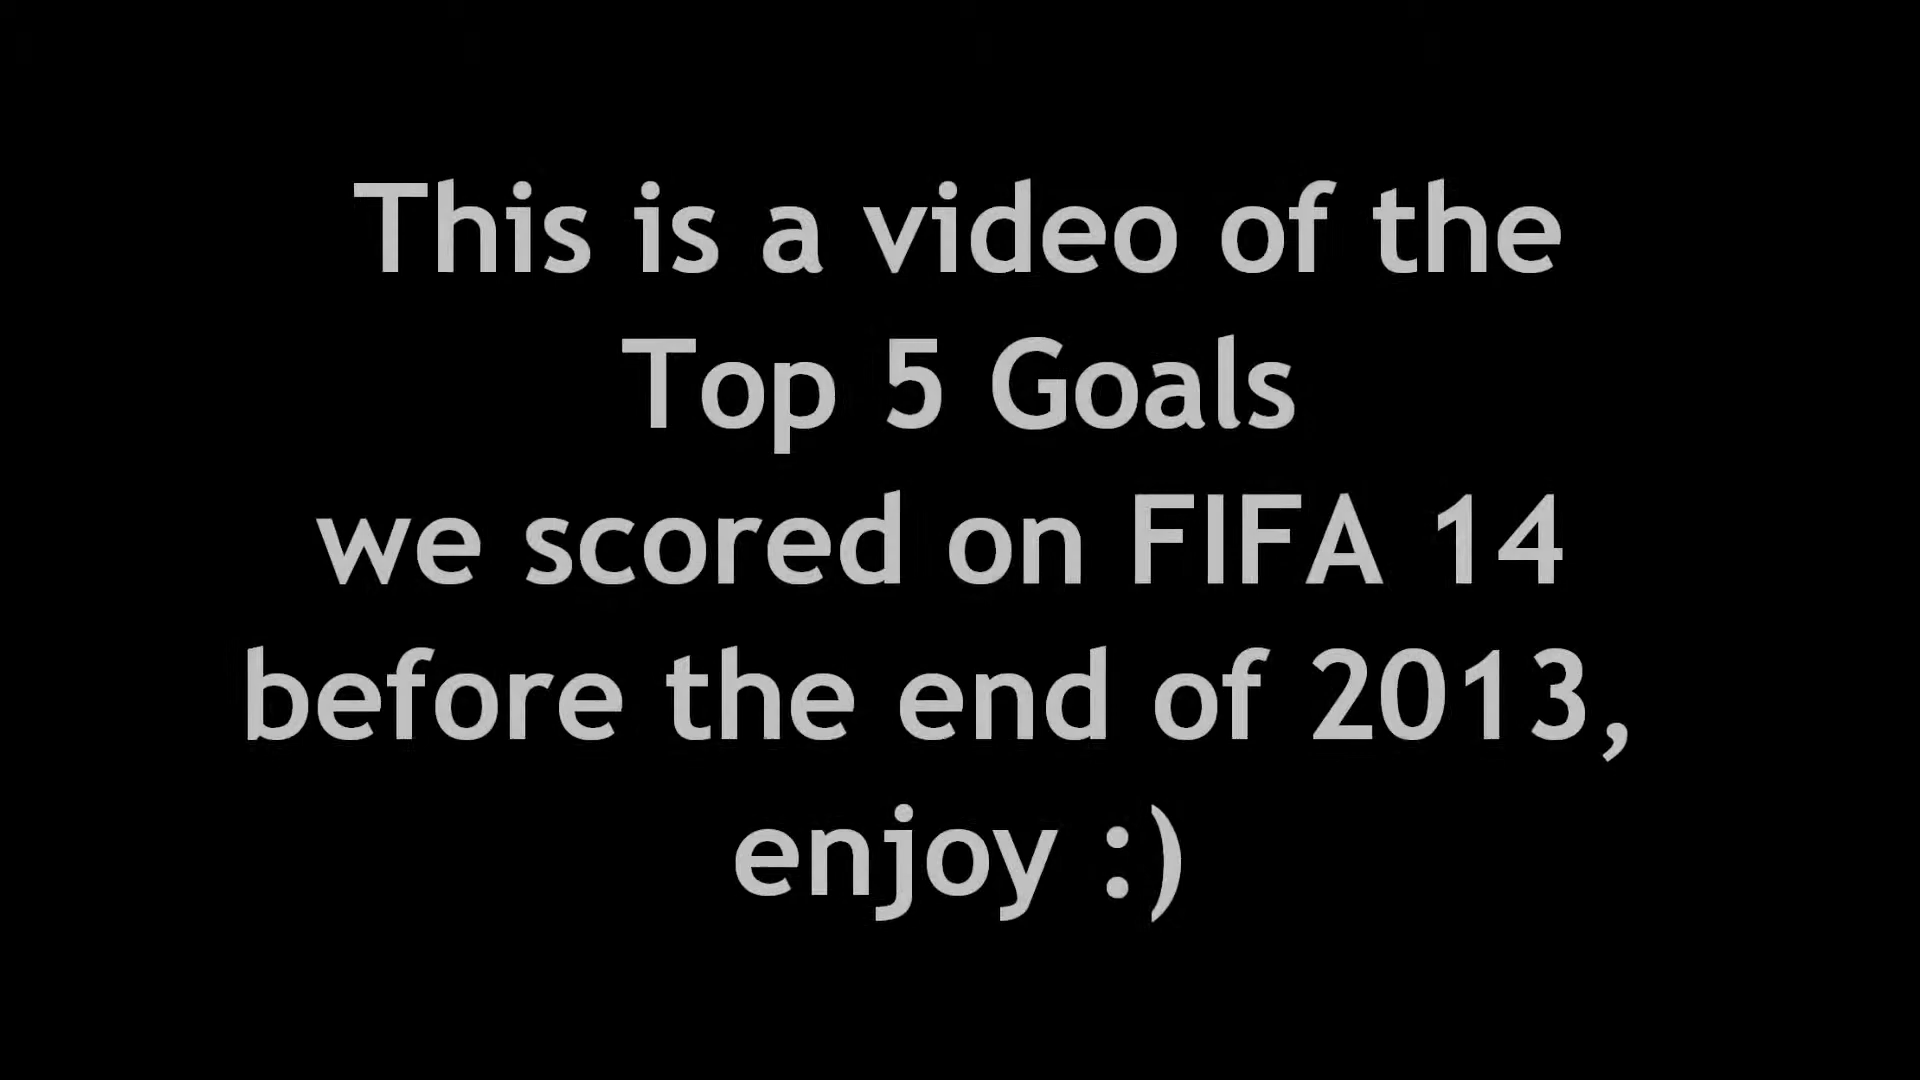 This is a video of the
Top 5 Goals
we scored on FIFA 14
before the end of 2013,
enjoy :)